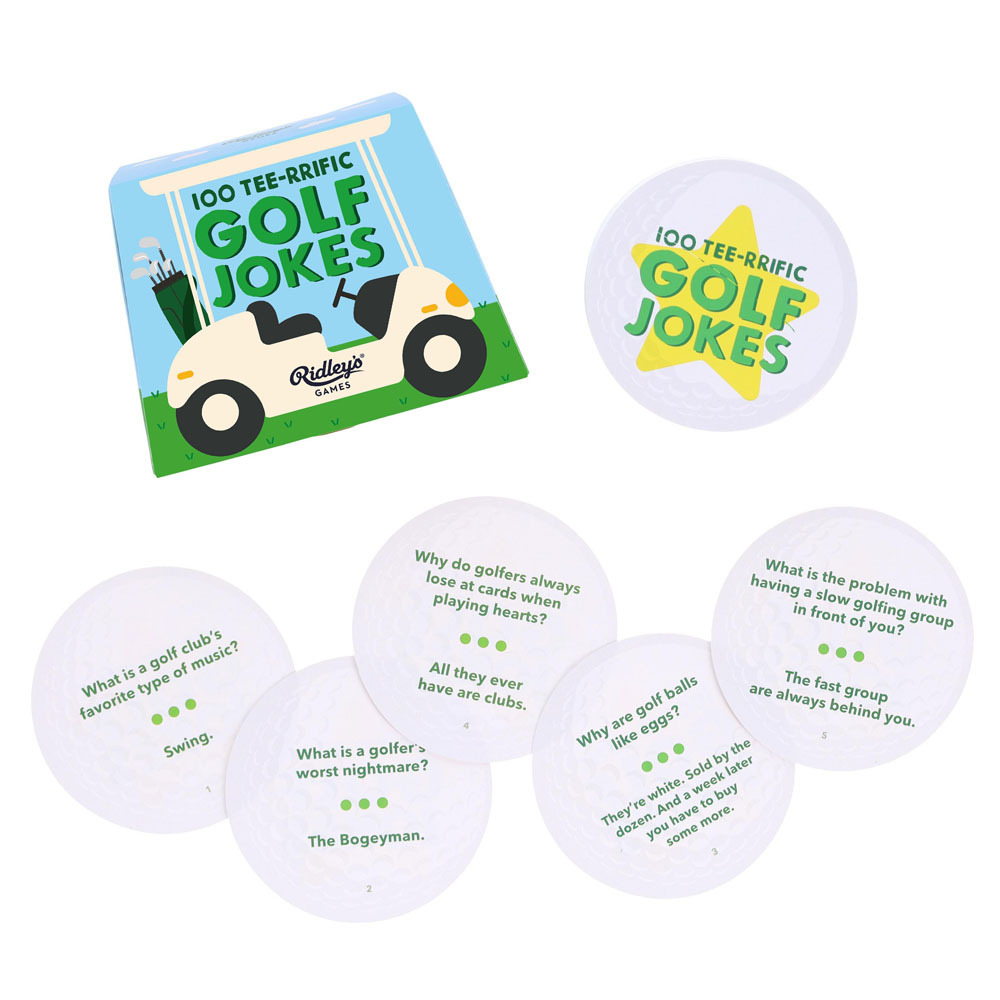 100 TEE-RRIFIC
GOLF
JOKES
Ridley's®
GAMES
100 TEE-RRIFIC
GOLF
JOKES
What is a golf club's
favorite type of music?
Swing.
1
What is a golfer's
worst nightmare?
The Bogeyman.
2
Why do golfers always
lose at cards when
playing hearts?
All they ever
have are clubs.
4
Why are golf balls
like eggs?
They're white. Sold by the
dozen. And a week later
you have to buy
some more.
3
What is the problem with
having a slow golfing group
in front of you?
The fast group
are always behind you.
5